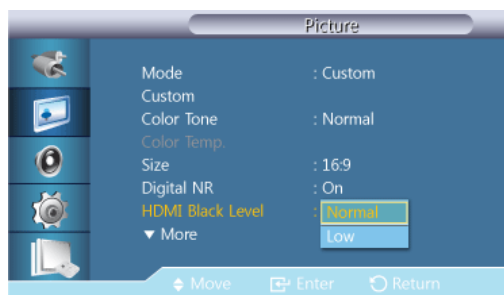 Picture
Mode : Custom
Custom
Color Tone : Normal
Color Temp.
Size : 16:9
Digital NR : On
HDMI Black Level : Normal
▼ More Low
Move Enter Return